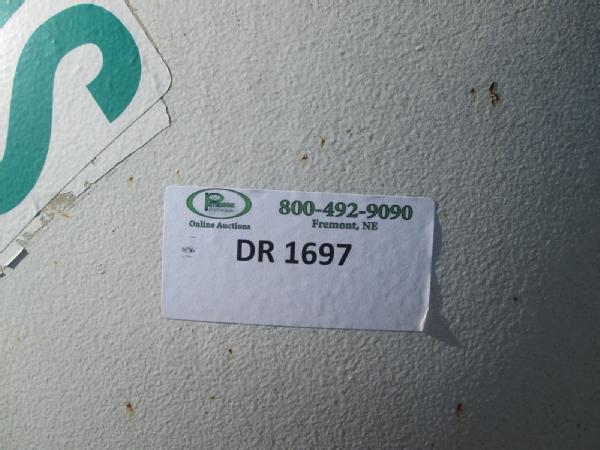 S
800-492-9090
Fremont, NE
Online Auctions
DR 1697